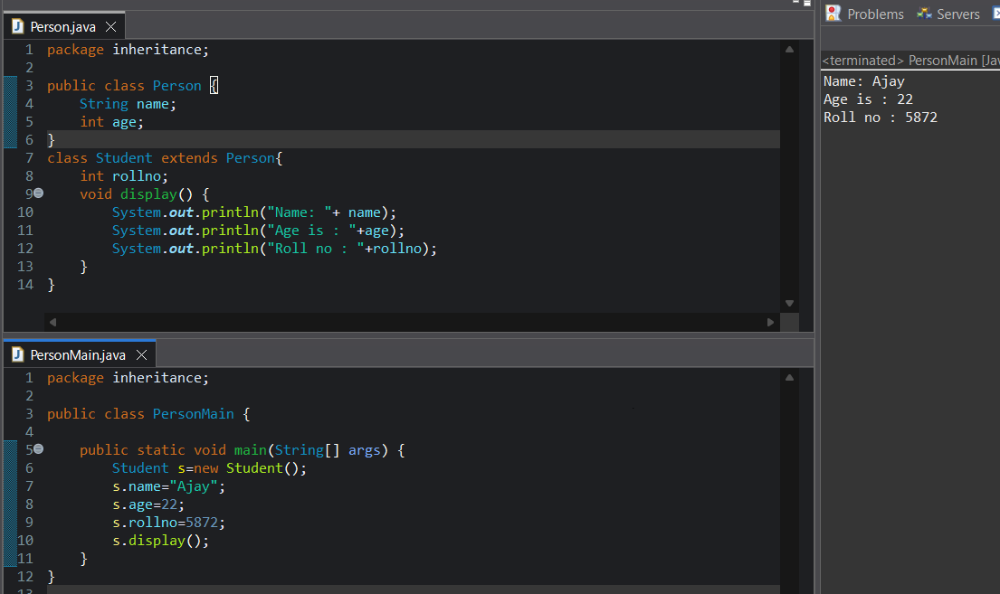 Person.java
1 package inheritance;
2
3 public class Person {
4     String name;
5     int age;
6 }
7 class Student extends Person{
8     int rollno;
9     void display() {
10         System.out.println("Name: "+ name);
11         System.out.println("Age is : "+age);
12         System.out.println("Roll no : "+rollno);
13     }
14 }
PersonMain.java
1 package inheritance;
2
3 public class PersonMain {
4
5     public static void main(String[] args) {
6         Student s=new Student();
7         s.name="Ajay";
8         s.age=22;
9         s.rollno=5872;
10         s.display();
11     }
12 }
13
Problems Servers
<terminated> PersonMain [Jav
Name: Ajay
Age is : 22
Roll no : 5872